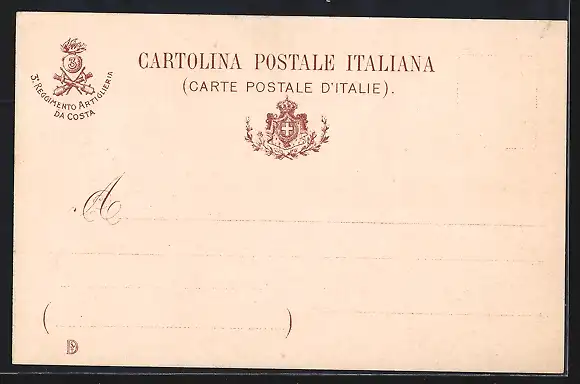 3
3° REGGIMENTO ARTIGLIERIA
DA COSTA
CARTOLINA POSTALE ITALIANA
(CARTE POSTALE D'ITALIE).
A
( )